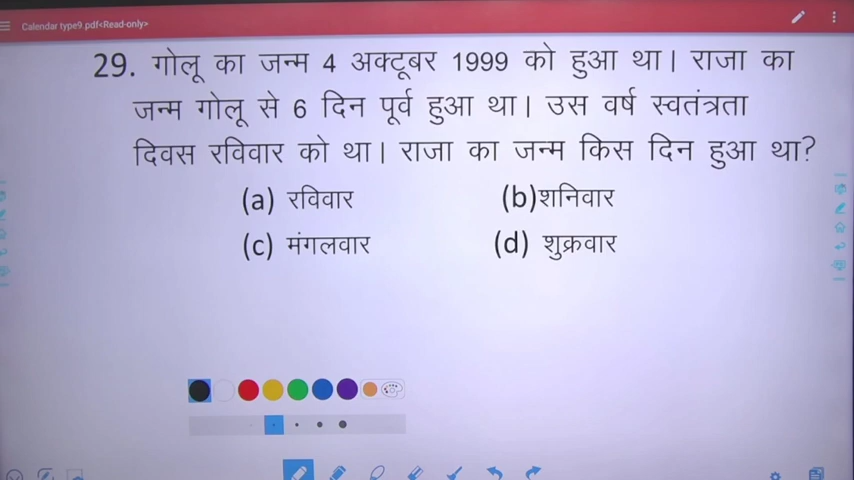 Calendar type9.pdf<Read-only>
29. गोलू का जन्म 4 अक्टूबर 1999 को हुआ था। राजा का
जन्म गोलू से 6 दिन पूर्व हुआ था। उस वर्ष स्वतंत्रता
दिवस रविवार को था। राजा का जन्म किस दिन हुआ था?
(a) रविवार (b)शनिवार
(c) मंगलवार (d) शुक्रवार